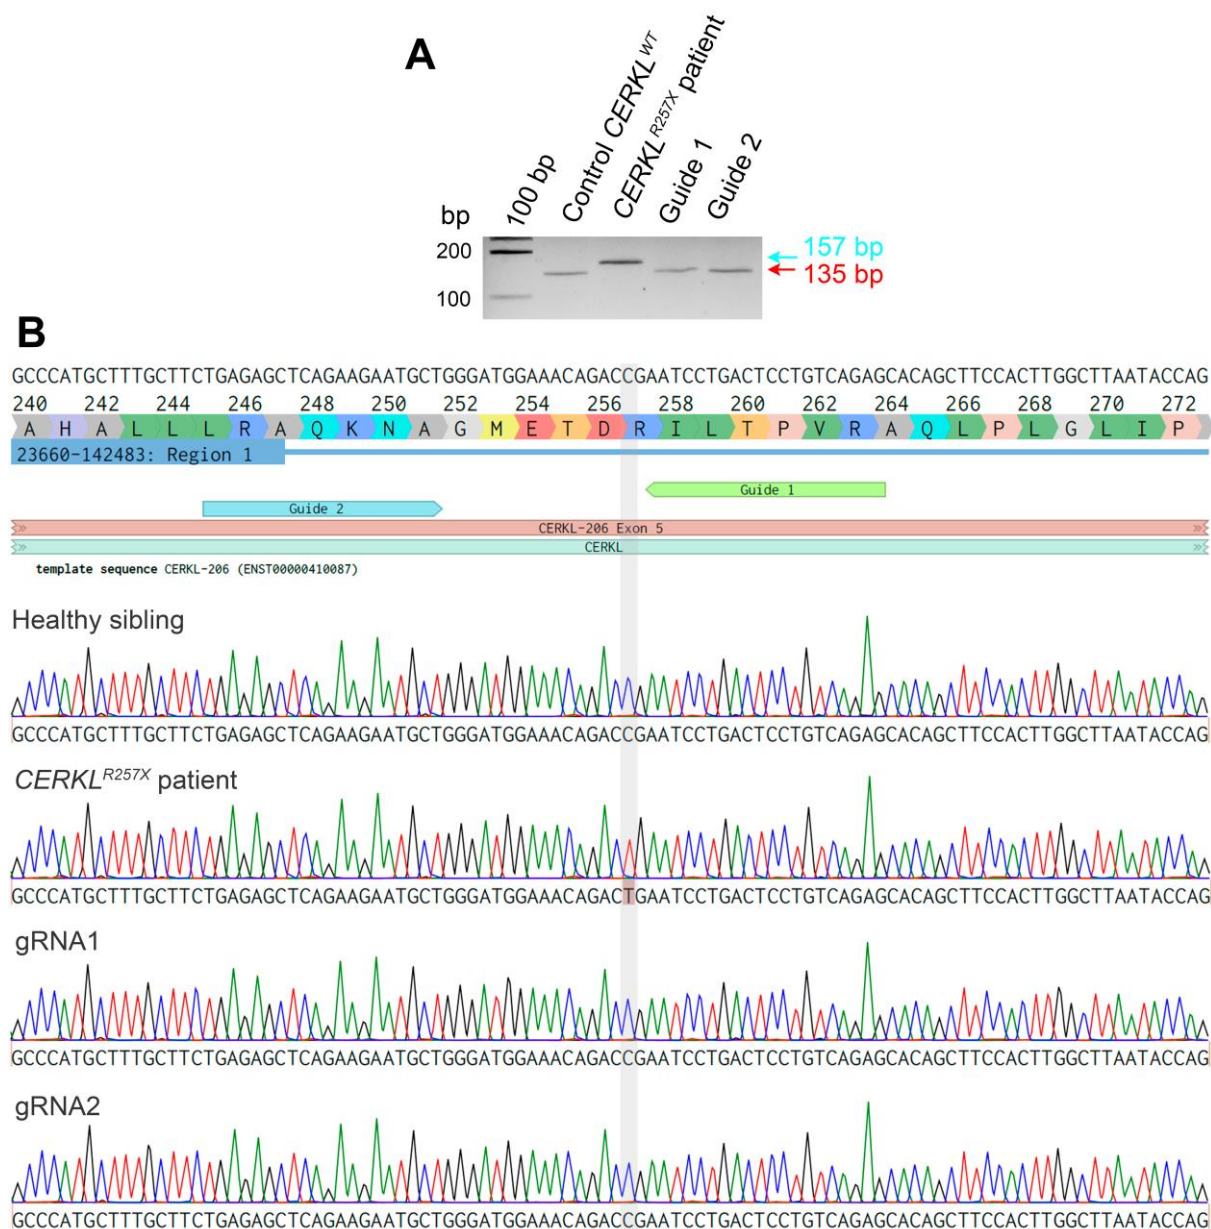 A
100 bp
Control CERKL^WT
CERKL^R257X patient
Guide 1
Guide 2
bp
200
100
157 bp
135 bp
B
GCCCATGCTTTGCTTCTGAGAGCTCAGAAGAATGCTGGGATGGAAACAGACCGAATCCTGACTCCTGTCAGAGCACAGCTTCCACTTGGCTTAATACCAG
240 242 244 246 248 250 252 254 256 258 260 262 264 266 268 270 272
A H A L L L R A Q K N A G M E T D R I L T P V R A Q L P L G L I P
23660-142483: Region 1
Guide 1
Guide 2
CERKL-206 Exon 5
CERKL
template sequence CERKL-206 (ENST00000410087)
Healthy sibling
GCCCATGCTTTGCTTCTGAGAGCTCAGAAGAATGCTGGGATGGAAACAGACCGAATCCTGACTCCTGTCAGAGCACAGCTTCCACTTGGCTTAATACCAG
CERKL^R257X patient
GCCCATGCTTTGCTTCTGAGAGCTCAGAAGAATGCTGGGATGGAAACAGACTGAATCCTGACTCCTGTCAGAGCACAGCTTCCACTTGGCTTAATACCAG
gRNA1
GCCCATGCTTTGCTTCTGAGAGCTCAGAAGAATGCTGGGATGGAAACAGACCGAATCCTGACTCCTGTCAGAGCACAGCTTCCACTTGGCTTAATACCAG
gRNA2
GCCCATGCTTTGCTTCTGAGAGCTCAGAAGAATGCTGGGATGGAAACAGACCGAATCCTGACTCCTGTCAGAGCACAGCTTCCACTTGGCTTAATACCAG